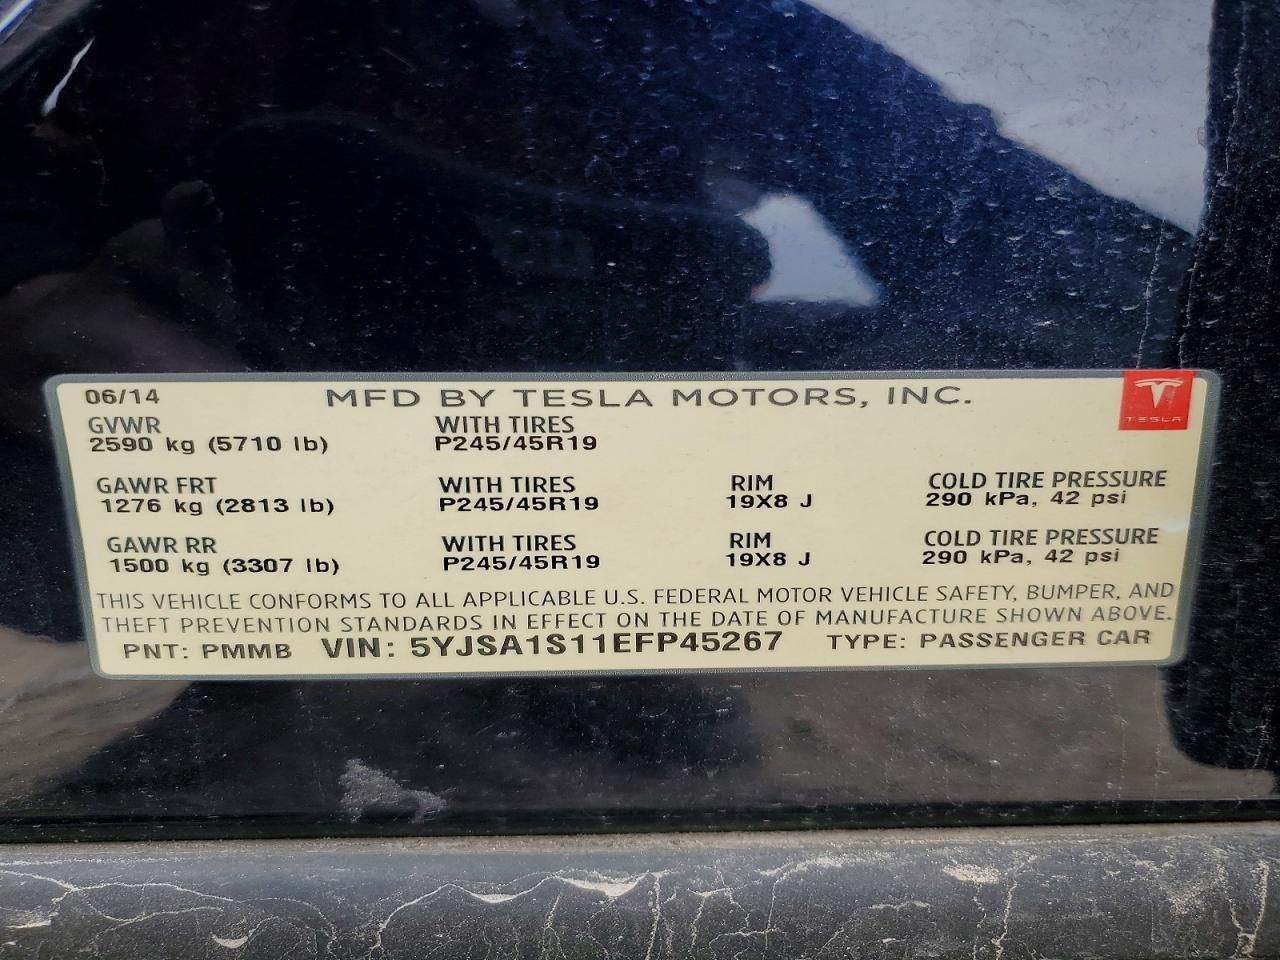 06/14 MFD BY TESLA MOTORS, INC.
TESLA
GVWR WITH TIRES
2590 kg (5710 lb) P245/45R19
GAWR FRT WITH TIRES RIM COLD TIRE PRESSURE
1276 kg (2813 lb) P245/45R19 19X8 J 290 kPa, 42 psi
GAWR RR WITH TIRES RIM COLD TIRE PRESSURE
1500 kg (3307 lb) P245/45R19 19X8 J 290 kPa, 42 psi
THIS VEHICLE CONFORMS TO ALL APPLICABLE U.S. FEDERAL MOTOR VEHICLE SAFETY, BUMPER, AND
THEFT PREVENTION STANDARDS IN EFFECT ON THE DATE OF MANUFACTURE SHOWN ABOVE.
PNT: PMMB VIN: 5YJSA1S11EFP45267 TYPE: PASSENGER CAR